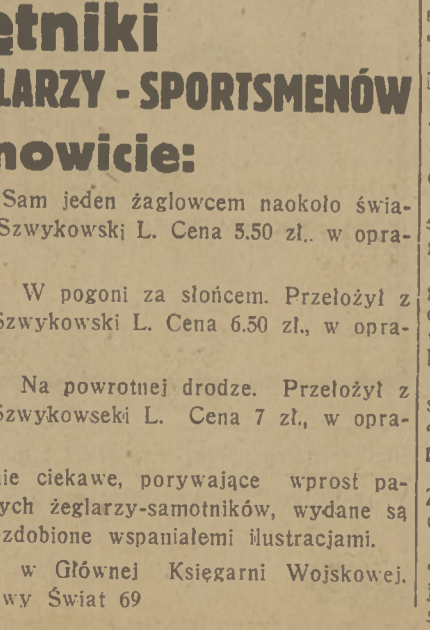 ętniki
LARZY - SPORTSMENÓW
nowicie:
Sam jeden żaglowcem naokoło świa-
Szwykowski L. Cena 5.50 zł.. w opra-
W pogoni za słońcem. Przełożył z
Szwykowski L. Cena 6.50 zł., w opra-
Na powrotnej drodze. Przełożył z
Szwykowseki L. Cena 7 zł., w opra-
nie ciekawe, porywające wprost pa-
ych żeglarzy-samotników, wydane są
zdobione wspaniałemi ilustracjami.
w Głównej Księgarni Wojskowej.
wy Świat 69